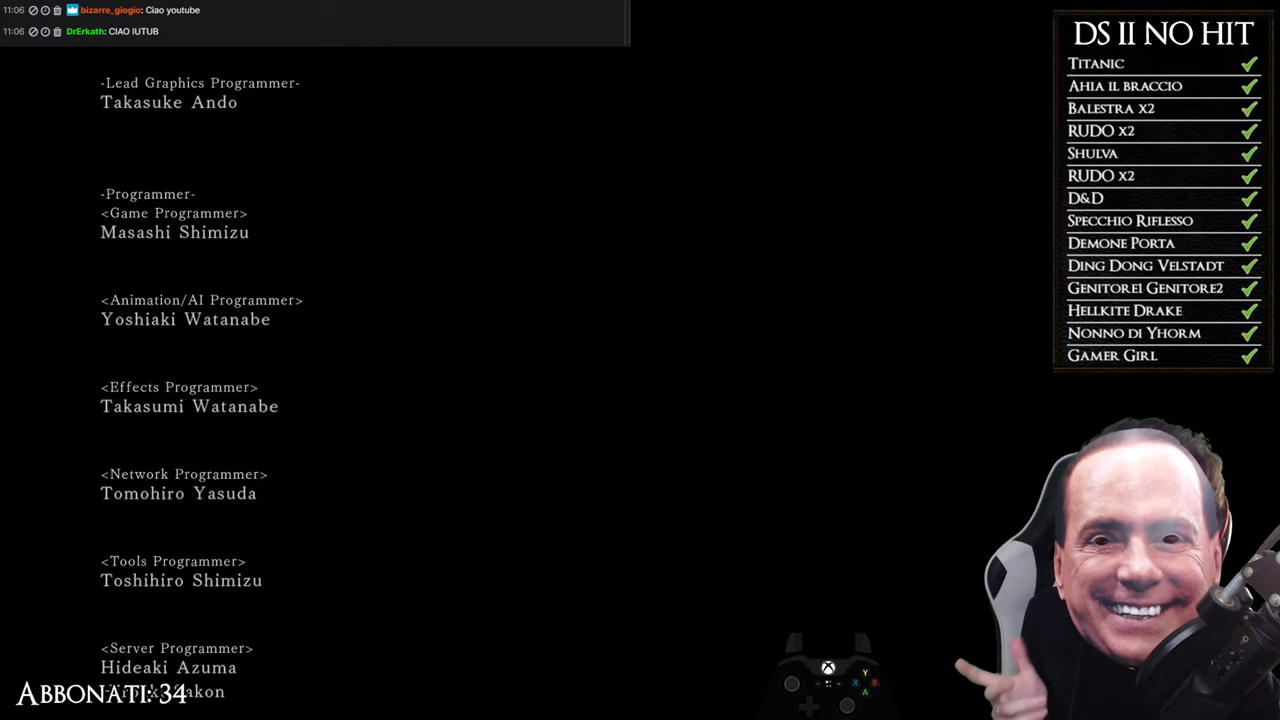 11:06 bizarre_giogio: Ciao youtube
11:06 DrErkath: CIAO IUTUB
-Lead Graphics Programmer-
Takasuke Ando
-Programmer-
<Game Programmer>
Masashi Shimizu
<Animation/AI Programmer>
Yoshiaki Watanabe
<Effects Programmer>
Takasumi Watanabe
<Network Programmer>
Tomohiro Yasuda
<Tools Programmer>
Toshihiro Shimizu
<Server Programmer>
Hideaki Azuma
Abbonati: 34
DS II NO HIT
Titanic
Ahia il braccio
Balestra x2
RUDO x2
Shulva
RUDO x2
D&D
Specchio Riflesso
Demone Porta
Ding Dong Velstadt
Genitore1 Genitore2
Hellkite Drake
Nonno di Yhorm
Gamer Girl
Y
X
B
A